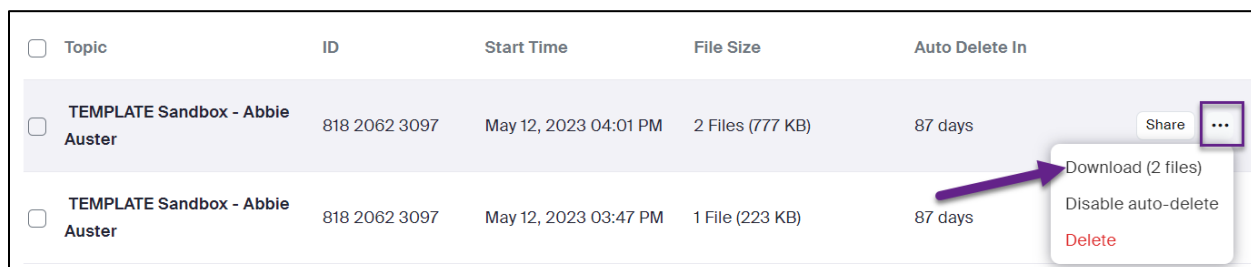 Topic ID Start Time File Size Auto Delete In
TEMPLATE Sandbox - Abbie
Auster
818 2062 3097 May 12, 2023 04:01 PM 2 Files (777 KB) 87 days Share ...
Download (2 files)
Disable auto-delete
Delete
TEMPLATE Sandbox - Abbie
Auster
818 2062 3097 May 12, 2023 03:47 PM 1 File (223 KB) 87 days